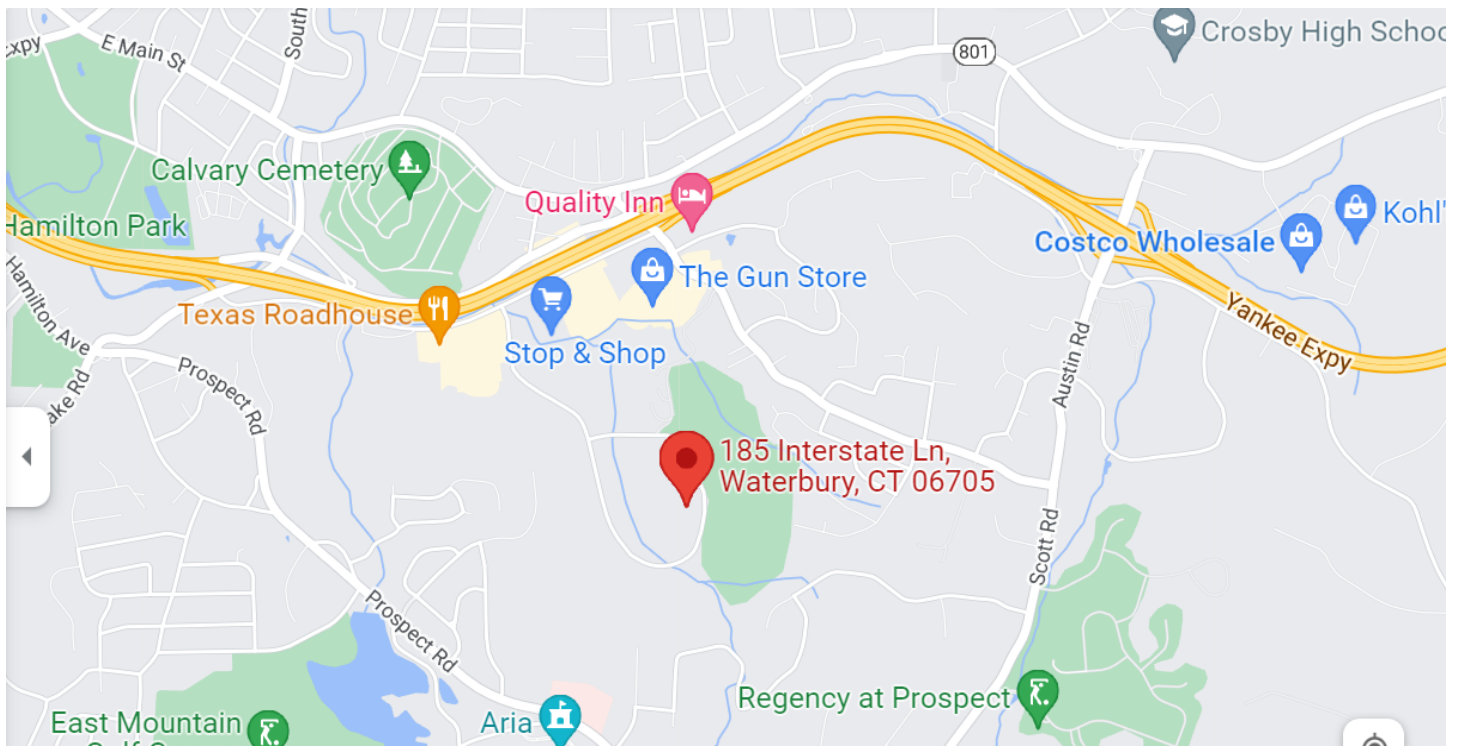 Expy
E Main St
South
801
Crosby High Schoo
Calvary Cemetery
Quality Inn
Hamilton Park
Kohl'
Costco Wholesale
The Gun Store
Hamilton Ave
Texas Roadhouse
Yankee Expy
Stop & Shop
Austin Rd
Prospect Rd
ake Rd
185 Interstate Ln,
Waterbury, CT 06705
Scott Rd
Prospect Rd
Regency at Prospect
East Mountain
Aria